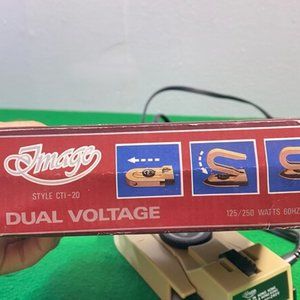 Image
STYLE CTI-20
DUAL VOLTAGE
125/250 WATTS 60HZ